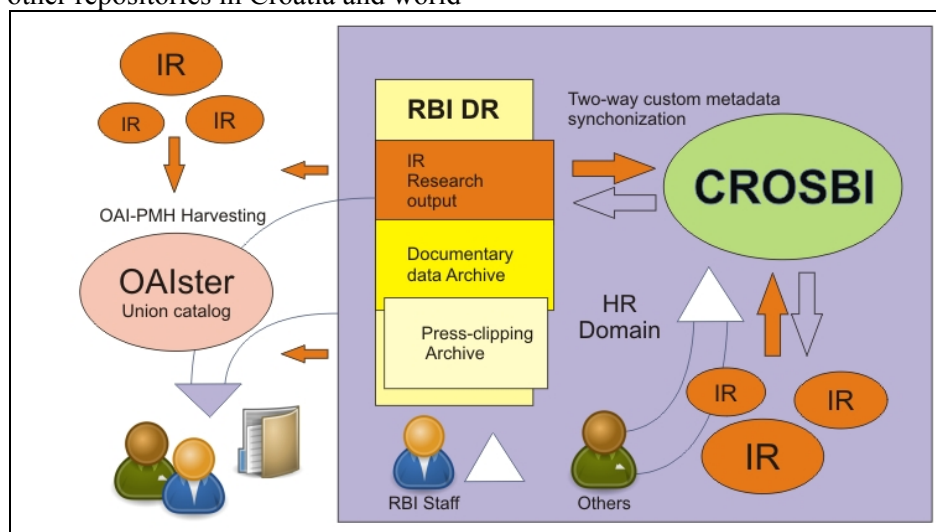 other repositories in Croatia and world
IR
IR
IR
OAI-PMH Harvesting
OAIster
Union catalog
RBI DR
IR
Research
output
Documentary
data Archive
Press-clipping
Archive
RBI Staff
Two-way custom metadata
synchonization
CROSBI
HR
Domain
Others
IR
IR
IR